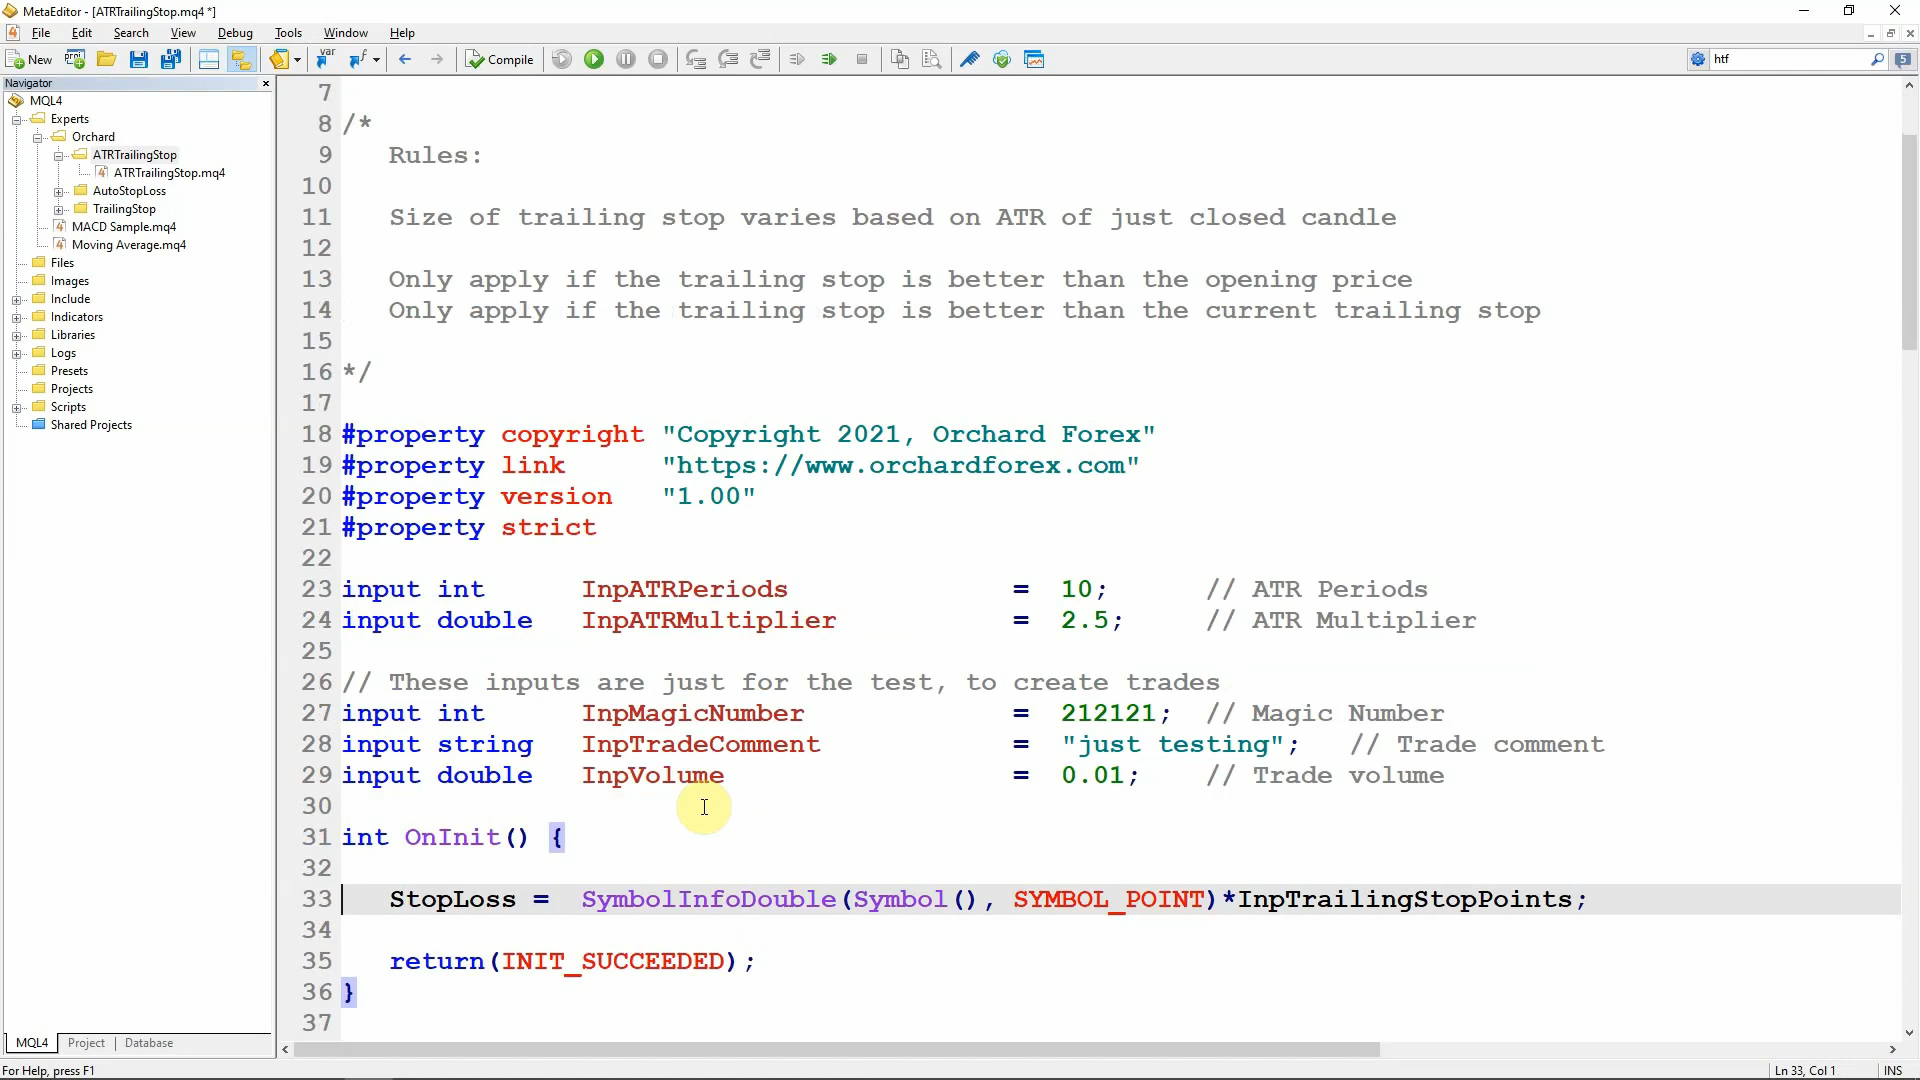 MetaEditor - [ATRTrailingStop.mq4 *]
File Edit Search View Debug Tools Window Help
New Compile htf 5
Navigator
MQL4
Experts
Orchard
ATRTrailingStop
ATRTrailingStop.mq4
AutoStopLoss
TrailingStop
MACD Sample.mq4
Moving Average.mq4
Files
Images
Include
Indicators
Libraries
Logs
Presets
Projects
Scripts
Shared Projects
7
8 /*
9 Rules:
10
11 Size of trailing stop varies based on ATR of just closed candle
12
13 Only apply if the trailing stop is better than the opening price
14 Only apply if the trailing stop is better than the current trailing stop
15
16 */
17
18 #property copyright "Copyright 2021, Orchard Forex"
19 #property link "https://www.orchardforex.com"
20 #property version "1.00"
21 #property strict
22
23 input int InpATRPeriods = 10; // ATR Periods
24 input double InpATRMultiplier = 2.5; // ATR Multiplier
25
26 // These inputs are just for the test, to create trades
27 input int InpMagicNumber = 212121; // Magic Number
28 input string InpTradeComment = "just testing"; // Trade comment
29 input double InpVolume = 0.01; // Trade volume
30
31 int OnInit() {
32
33 StopLoss = SymbolInfoDouble(Symbol(), SYMBOL_POINT)*InpTrailingStopPoints;
34
35 return(INIT_SUCCEEDED);
36 }
37
MQL4 Project Database
For Help, press F1 Ln 33, Col 1 INS